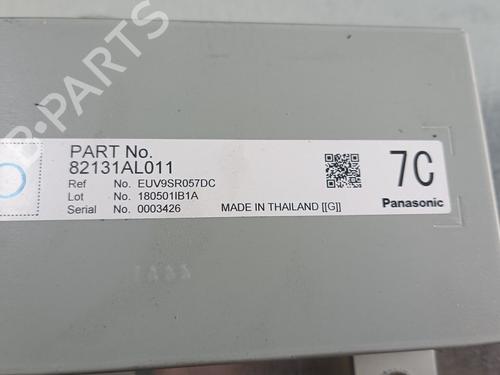 B-PARTS
PART No.
82131AL011
Ref No. EUV9SR057DC
Lot No. 180501IB1A
Serial No. 0003426
MADE IN THAILAND [[G]]
7C
Panasonic